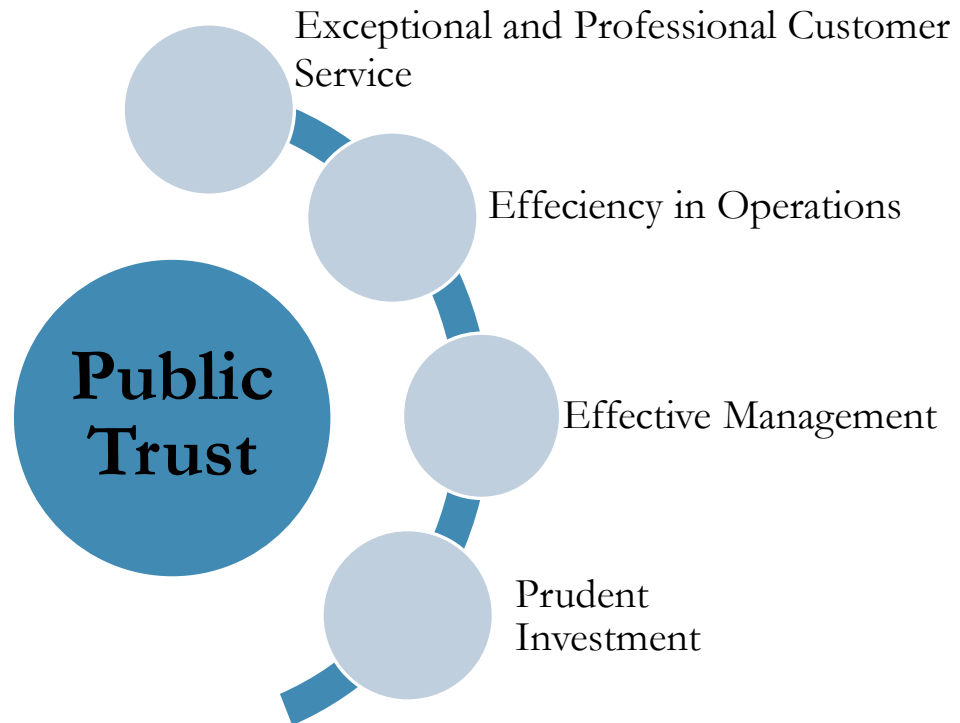 Exceptional and Professional Customer
Service
Effeciency in Operations
Public
Trust
Effective Management
Prudent
Investment